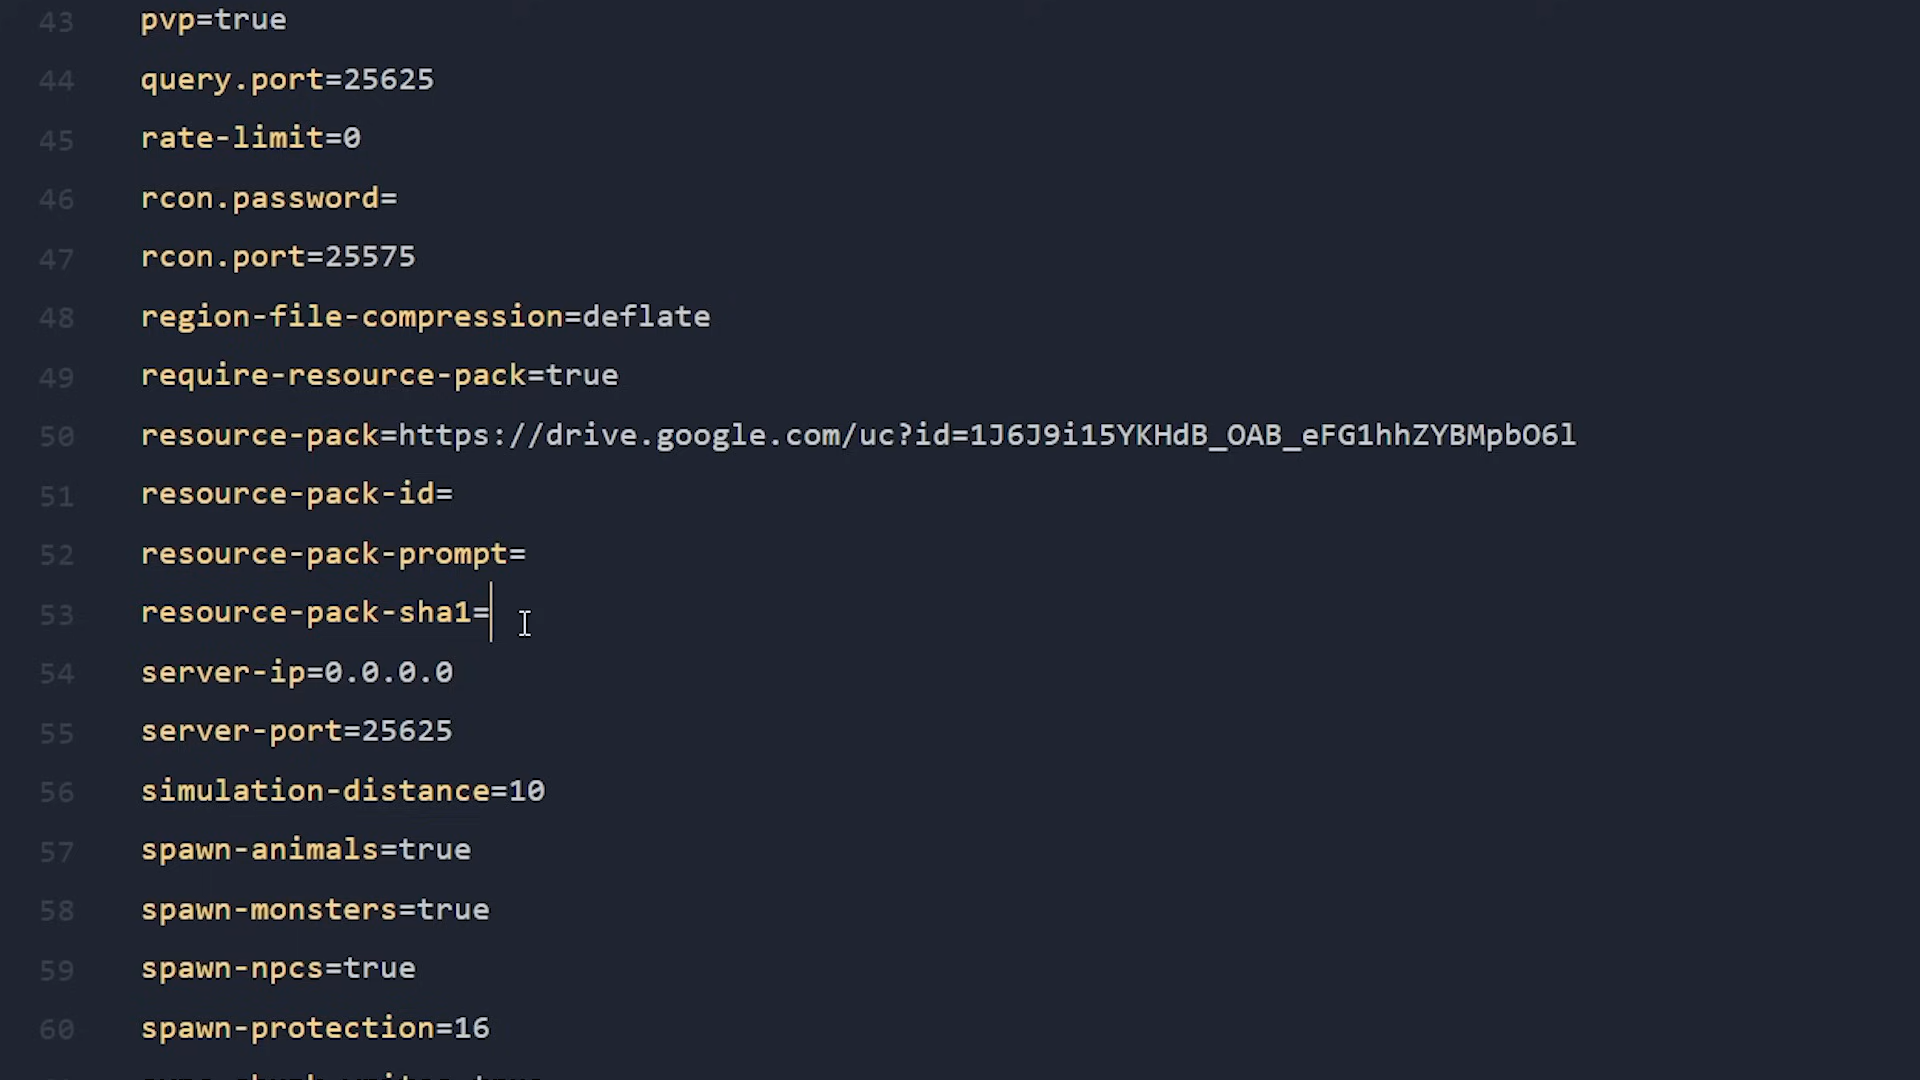 43 pvp=true
44 query.port=25625
45 rate-limit=0
46 rcon.password=
47 rcon.port=25575
48 region-file-compression=deflate
49 require-resource-pack=true
50 resource-pack=https://drive.google.com/uc?id=1J6J9i15YKHdB_OAB_eFG1hhZYBMpbO6l
51 resource-pack-id=
52 resource-pack-prompt=
53 resource-pack-sha1=
54 server-ip=0.0.0.0
55 server-port=25625
56 simulation-distance=10
57 spawn-animals=true
58 spawn-monsters=true
59 spawn-npcs=true
60 spawn-protection=16